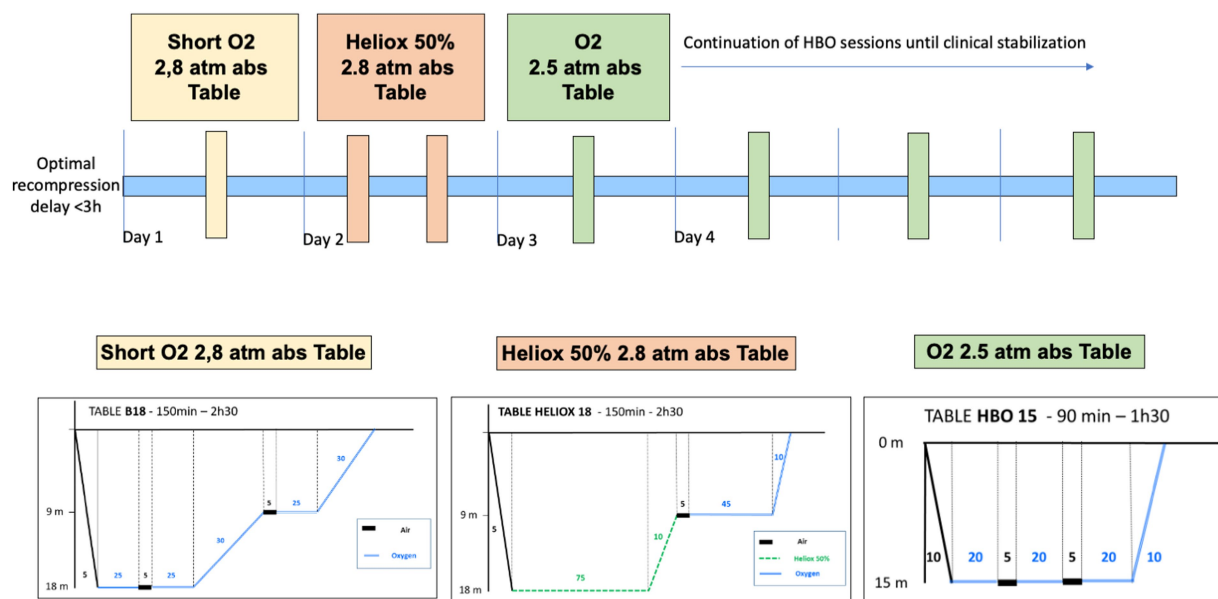 Short O2
2,8 atm abs
Table
Heliox 50%
2.8 atm abs
Table
O2
2.5 atm abs
Table
Continuation of HBO sessions until clinical stabilization
Optimal
recompression
delay <3h
Day 1
Day 2
Day 3
Day 4
Short O2 2,8 atm abs Table
Heliox 50% 2.8 atm abs Table
O2 2.5 atm abs Table
TABLE B18 - 150min – 2h30
9 m
18 m
5
25
5
25
30
5
25
30
Air
Oxygen
TABLE HELIOX 18 - 150min - 2h30
9 m
18 m
5
75
10
5
45
10
Air
Heliox 50%
Oxygen
TABLE HBO 15 - 90 min – 1h30
0 m
15 m
10
20
5
20
5
20
10